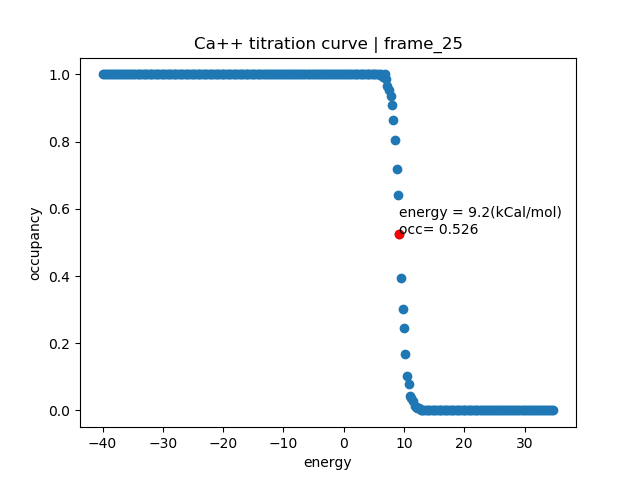 Ca++ titration curve | frame_25
1.0
0.8
0.6
0.4
0.2
0.0
occupancy
energy = 9.2(kCal/mol)
occ= 0.526
−40
−30
−20
−10
0
10
20
30
energy